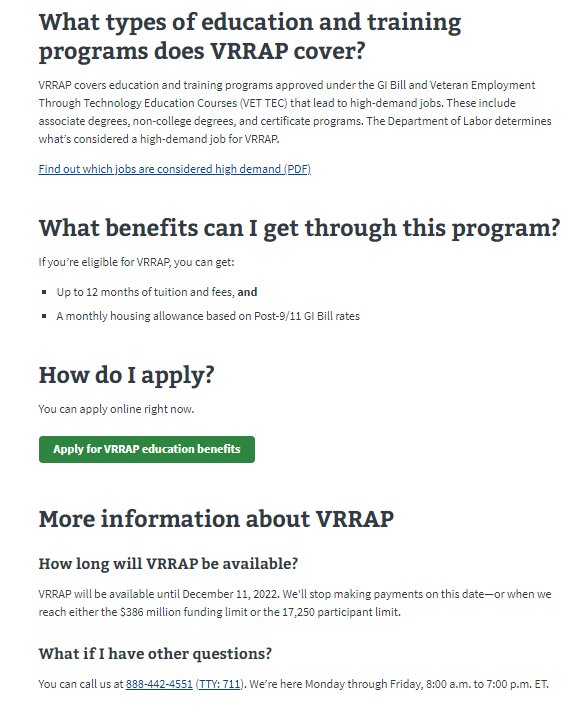 What types of education and training
programs does VRRAP cover?
VRRAP covers education and training programs approved under the GI Bill and Veteran Employment
Through Technology Education Courses (VET TEC) that lead to high-demand jobs. These include
associate degrees, non-college degrees, and certificate programs. The Department of Labor determines
what's considered a high-demand job for VRRAP.
Find out which jobs are considered high demand (PDF)
What benefits can I get through this program?
If you're eligible for VRRAP, you can get:
▪ Up to 12 months of tuition and fees, and
▪ A monthly housing allowance based on Post-9/11 GI Bill rates
How do I apply?
You can apply online right now.
Apply for VRRAP education benefits
More information about VRRAP
How long will VRRAP be available?
VRRAP will be available until December 11, 2022. We'll stop making payments on this date—or when we
reach either the $386 million funding limit or the 17,250 participant limit.
What if I have other questions?
You can call us at 888-442-4551 (TTY: 711). We're here Monday through Friday, 8:00 a.m. to 7:00 p.m. ET.